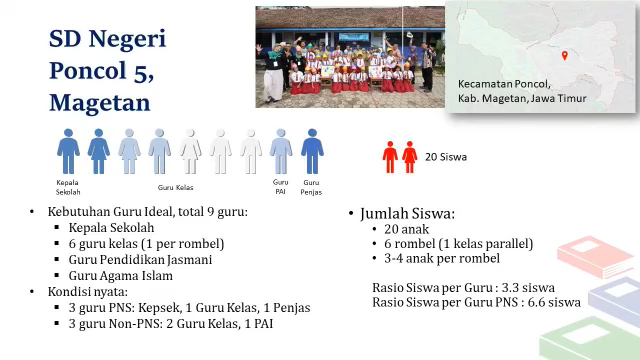 SD Negeri
Poncol 5,
Magetan
Kecamatan Poncol,
Kab. Magetan, Jawa Timur
Kepala
Sekolah
Guru Kelas
Guru
PAI
Guru
Penjas
20 Siswa
• Kebutuhan Guru Ideal, total 9 guru:
▪ Kepala Sekolah
▪ 6 guru kelas (1 per rombel)
▪ Guru Pendidikan Jasmani
▪ Guru Agama Islam
• Kondisi nyata:
▪ 3 guru PNS: Kepsek, 1 Guru Kelas, 1 Penjas
▪ 3 guru Non-PNS: 2 Guru Kelas, 1 PAI
• Jumlah Siswa:
• 20 anak
• 6 rombel (1 kelas parallel)
• 3-4 anak per rombel
Rasio Siswa per Guru : 3.3 siswa
Rasio Siswa per Guru PNS : 6.6 siswa